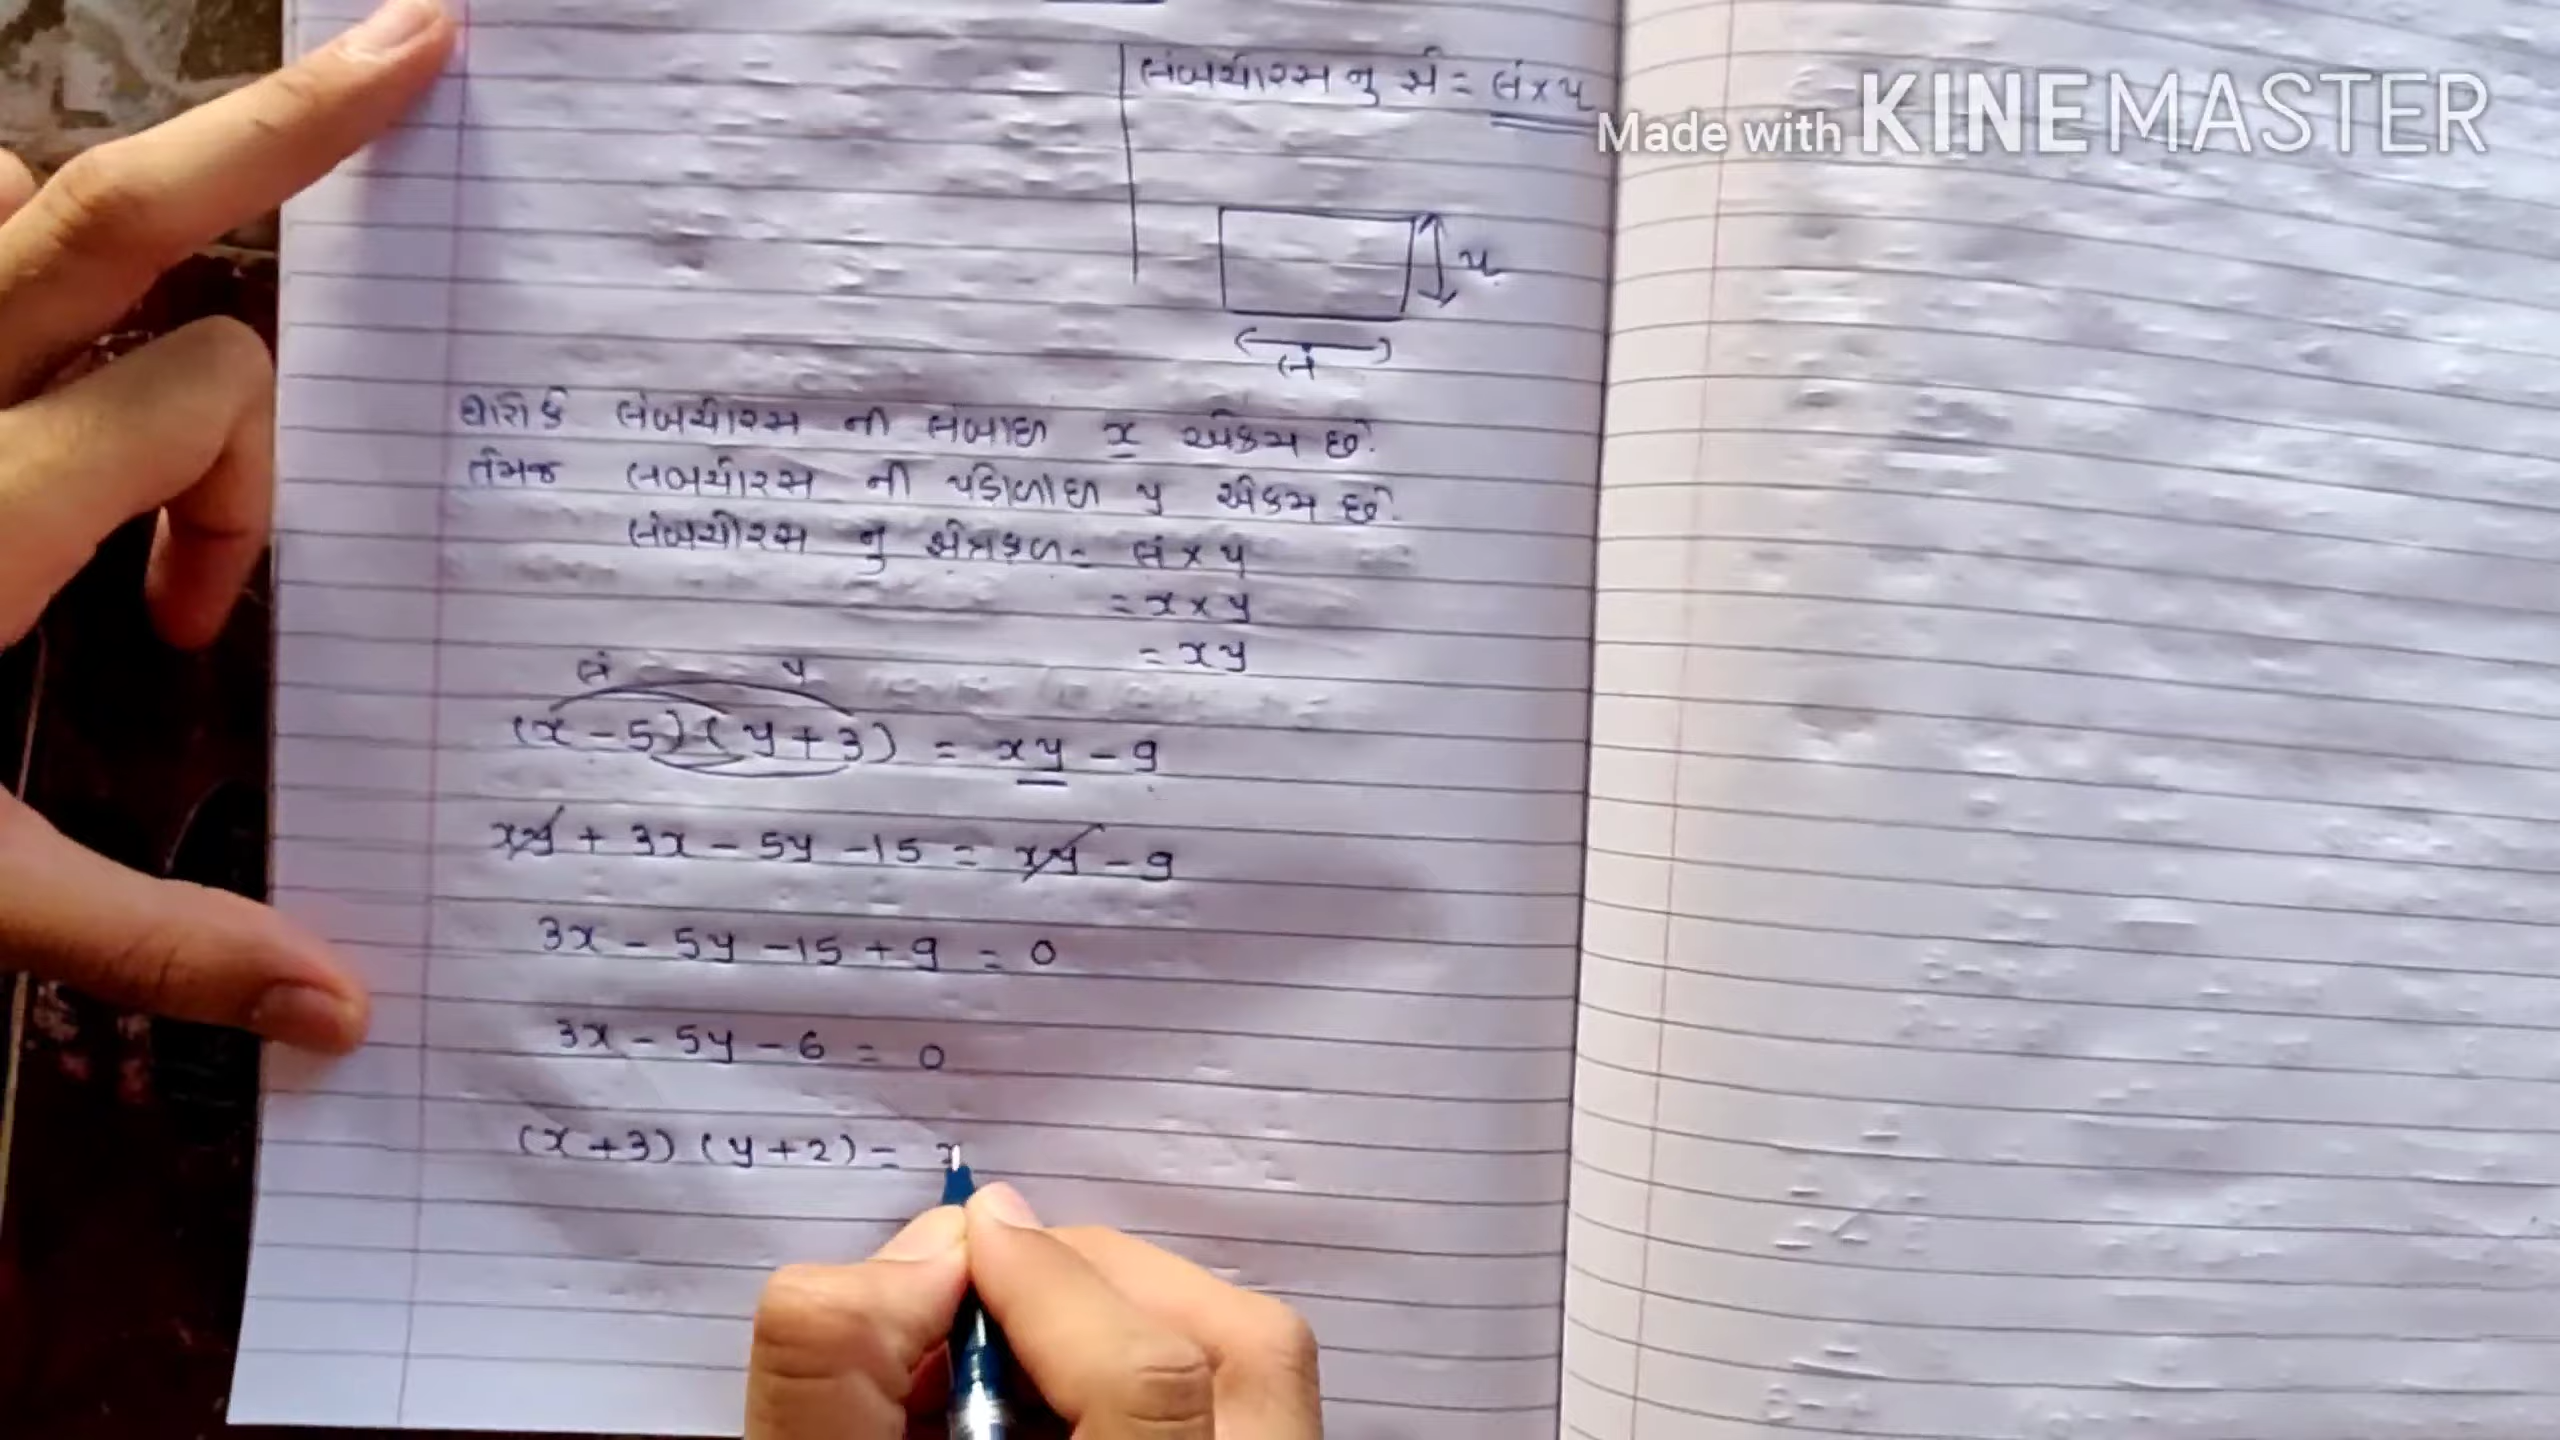 લંબચોરસ નુ ક્ષે = લં × પ
Made with KINEMASTER
પ
લં
ધારો કે લંબચોરસ ની લંબાઈ x એકમ છે.
તેમજ લંબચોરસ ની પહોળાઈ y એકમ છે.
લંબચોરસ નુ ક્ષેત્રફળ = લં × પ
= x × y
= xy
લં પ
(x - 5) (y + 3) = xy - 9
xy + 3x - 5y - 15 = xy - 9
3x - 5y - 15 + 9 = 0
3x - 5y - 6 = 0
(x + 3) (y + 2) = x